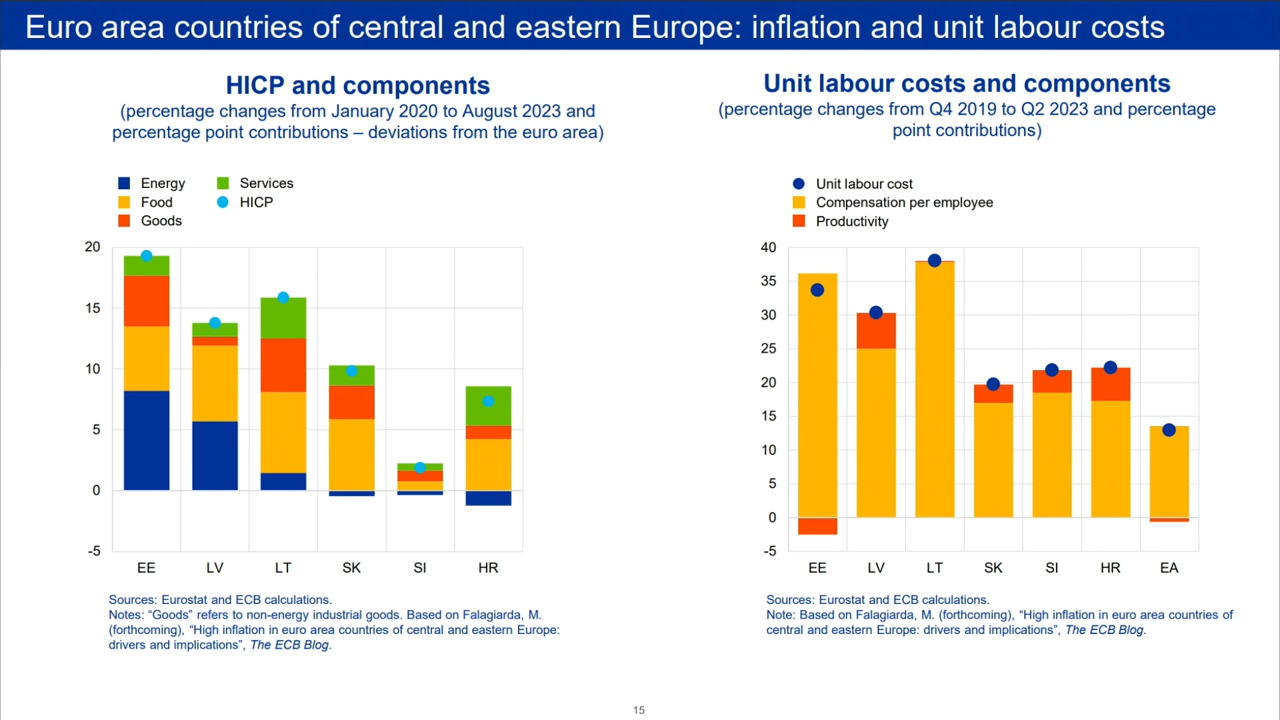 Euro area countries of central and eastern Europe: inflation and unit labour costs
HICP and components
(percentage changes from January 2020 to August 2023 and
percentage point contributions – deviations from the euro area)
Energy
Services
Food
HICP
Goods
20
15
10
5
0
-5
EE
LV
LT
SK
SI
HR
Sources: Eurostat and ECB calculations.
Notes: “Goods” refers to non-energy industrial goods. Based on Falagiarda, M.
(forthcoming), “High inflation in euro area countries of central and eastern Europe:
drivers and implications”, The ECB Blog.
Unit labour costs and components
(percentage changes from Q4 2019 to Q2 2023 and percentage
point contributions)
Unit labour cost
Compensation per employee
Productivity
40
35
30
25
20
15
10
5
0
-5
EE
LV
LT
SK
SI
HR
EA
Sources: Eurostat and ECB calculations.
Note: Based on Falagiarda, M. (forthcoming), “High inflation in euro area countries of
central and eastern Europe: drivers and implications”, The ECB Blog.
15